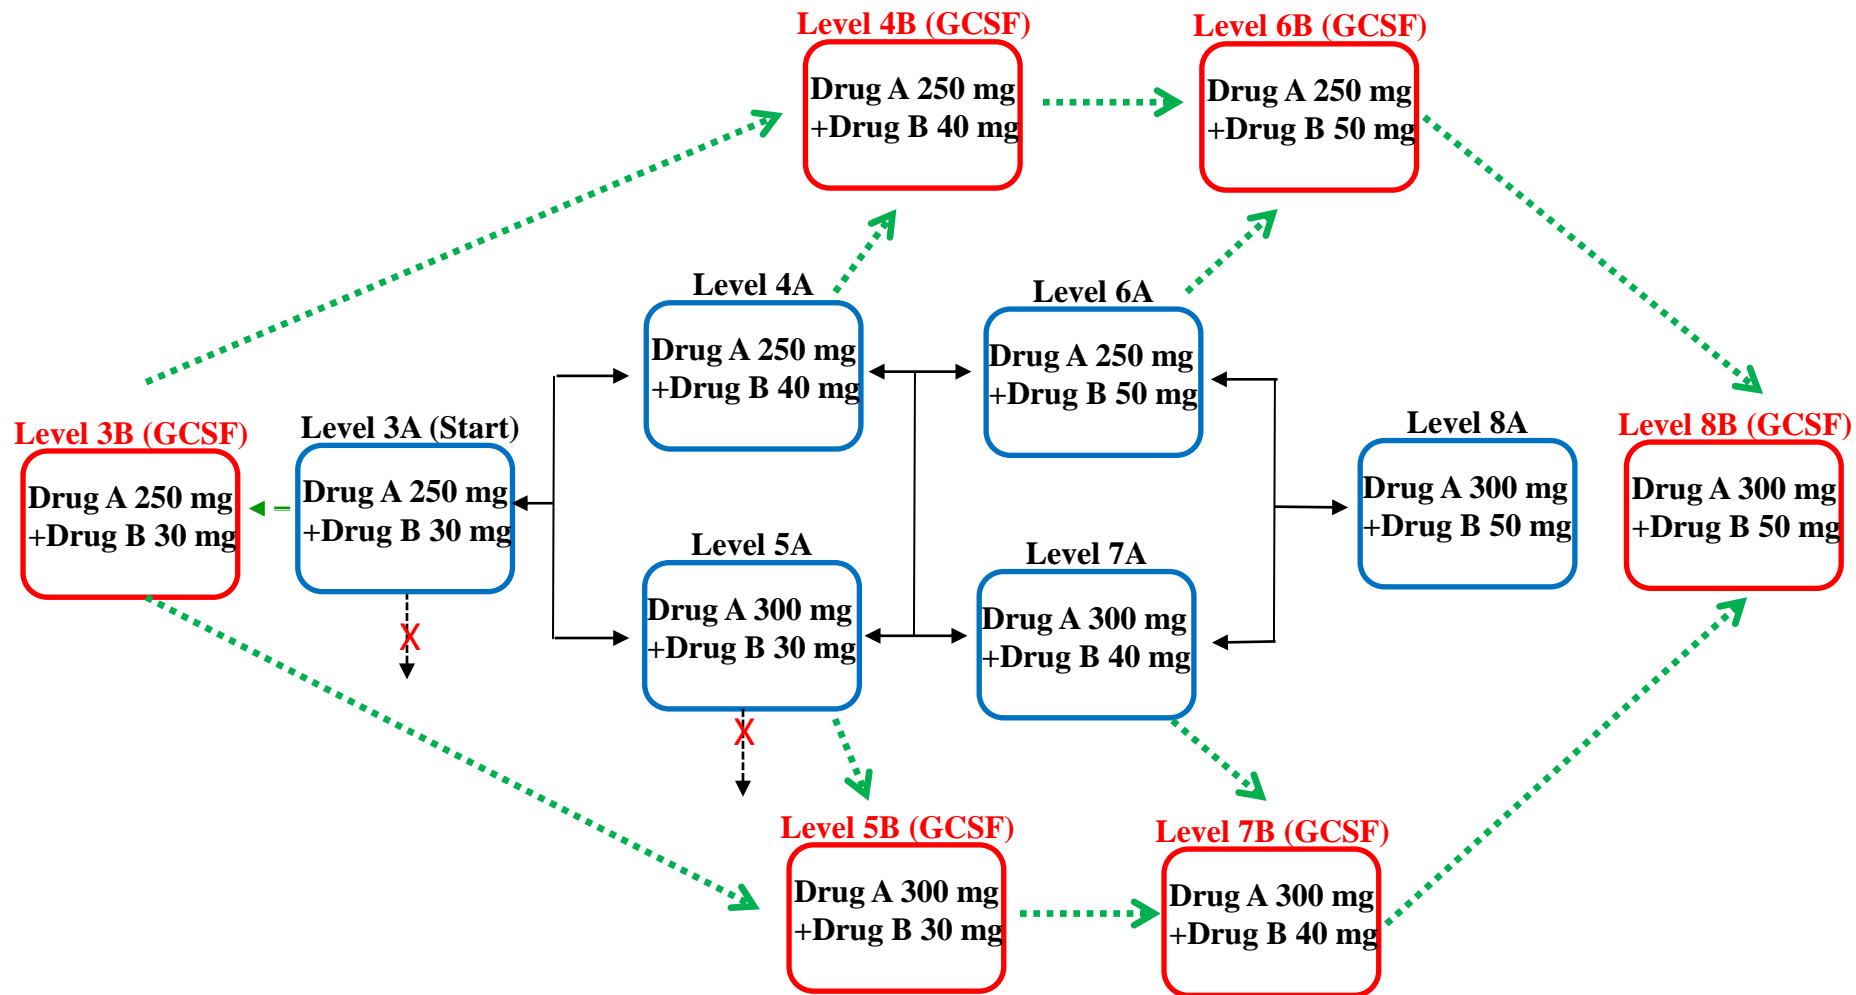 Level 4B (GCSF)
Drug A 250 mg
+Drug B 40 mg
Level 6B (GCSF)
Drug A 250 mg
+Drug B 50 mg
Level 4A
Drug A 250 mg
+Drug B 40 mg
Level 6A
Drug A 250 mg
+Drug B 50 mg
Level 3B (GCSF)
Drug A 250 mg
+Drug B 30 mg
Level 3A (Start)
Drug A 250 mg
+Drug B 30 mg
X
Level 8A
Drug A 300 mg
+Drug B 50 mg
Level 8B (GCSF)
Drug A 300 mg
+Drug B 50 mg
Level 5A
Drug A 300 mg
+Drug B 30 mg
X
Level 7A
Drug A 300 mg
+Drug B 40 mg
Level 5B (GCSF)
Drug A 300 mg
+Drug B 30 mg
Level 7B (GCSF)
Drug A 300 mg
+Drug B 40 mg